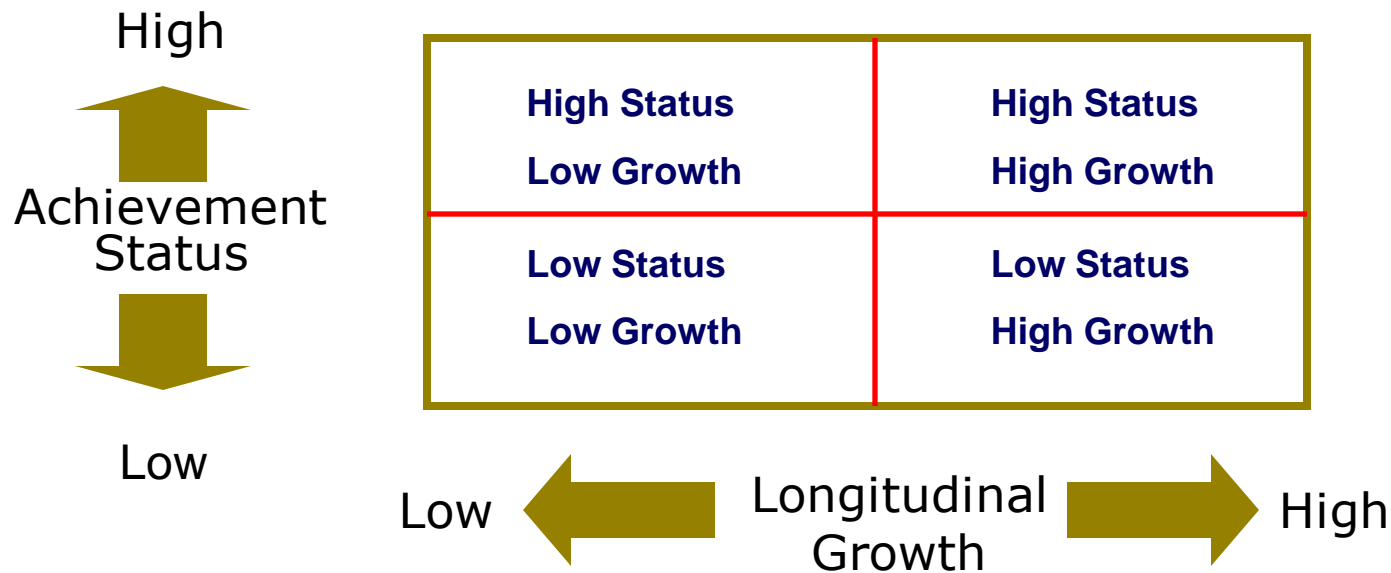 High
High Status
High Status
Low Growth
High Growth
Achievement
Status
Low Status
Low Status
Low Growth
High Growth
Low
Low
Longitudinal
Growth
High